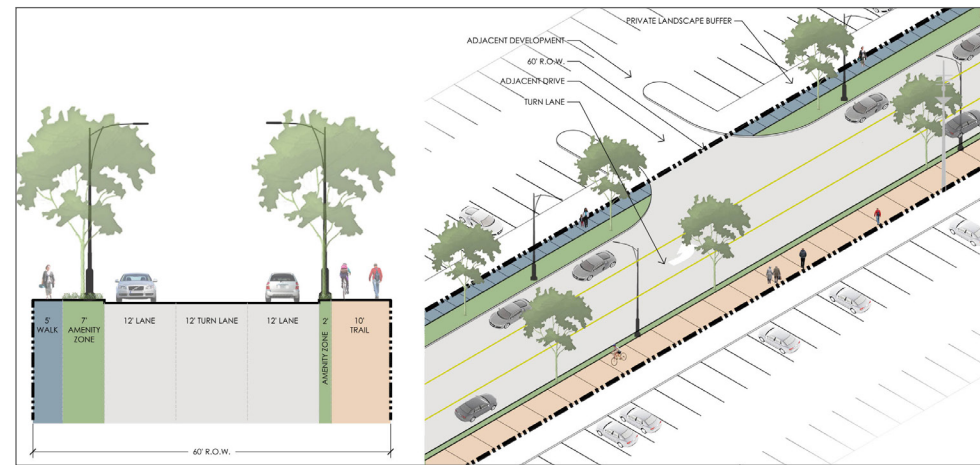 PRIVATE LANDSCAPE BUFFER
ADJACENT DEVELOPMENT
60' R.O.W.
ADJACENT DRIVE
TURN LANE
5'
WALK
7'
AMENITY
ZONE
12' LANE
12' TURN LANE
12' LANE
2'
AMENITY ZONE
10'
TRAIL
60' R.O.W.